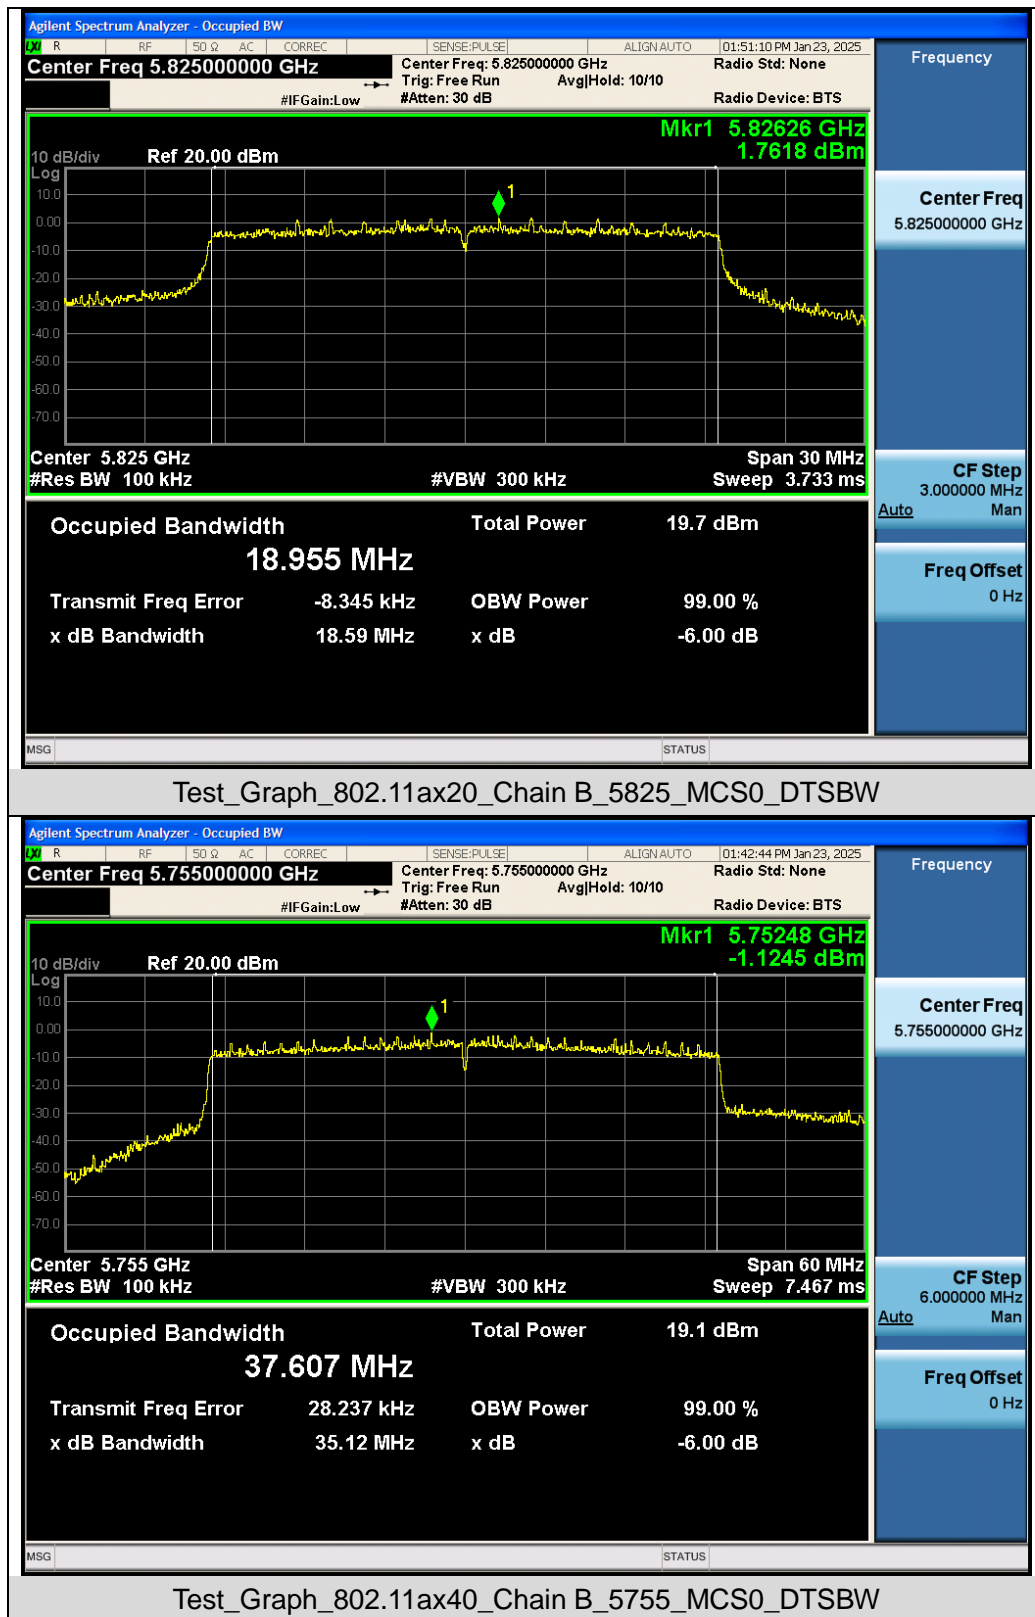 Agilent Spectrum Analyzer - Occupied BW
LXI R RF 50 Ω AC CORREC SENSE:PULSE ALIGN AUTO 01:51:10 PM Jan 23, 2025
Center Freq 5.825000000 GHz
Center Freq: 5.825000000 GHz
Radio Std: None
Trig: Free Run Avg|Hold: 10/10
#IFGain:Low
#Atten: 30 dB
Radio Device: BTS
Frequency
Mkr1 5.82626 GHz
1.7618 dBm
10 dB/div Ref 20.00 dBm
Log
10.0
0.00
-10.0
-20.0
-30.0
-40.0
-50.0
-60.0
-70.0
1
Center 5.825 GHz
Span 30 MHz
#Res BW 100 kHz
#VBW 300 kHz
Sweep 3.733 ms
Center Freq
5.825000000 GHz
CF Step
3.000000 MHz
Auto Man
Freq Offset
0 Hz
Occupied Bandwidth
Total Power 19.7 dBm
18.955 MHz
Transmit Freq Error -8.345 kHz OBW Power 99.00 %
x dB Bandwidth 18.59 MHz x dB -6.00 dB
MSG STATUS
Test_Graph_802.11ax20_Chain B_5825_MCS0_DTSBW
Agilent Spectrum Analyzer - Occupied BW
LXI R RF 50 Ω AC CORREC SENSE:PULSE ALIGN AUTO 01:42:44 PM Jan 23, 2025
Center Freq 5.755000000 GHz
Center Freq: 5.755000000 GHz
Radio Std: None
Trig: Free Run Avg|Hold: 10/10
#IFGain:Low
#Atten: 30 dB
Radio Device: BTS
Frequency
Mkr1 5.75248 GHz
-1.1245 dBm
10 dB/div Ref 20.00 dBm
Log
10.0
0.00
-10.0
-20.0
-30.0
-40.0
-50.0
-60.0
-70.0
1
Center 5.755 GHz
Span 60 MHz
#Res BW 100 kHz
#VBW 300 kHz
Sweep 7.467 ms
Center Freq
5.755000000 GHz
CF Step
6.000000 MHz
Auto Man
Freq Offset
0 Hz
Occupied Bandwidth
Total Power 19.1 dBm
37.607 MHz
Transmit Freq Error 28.237 kHz OBW Power 99.00 %
x dB Bandwidth 35.12 MHz x dB -6.00 dB
MSG STATUS
Test_Graph_802.11ax40_Chain B_5755_MCS0_DTSBW